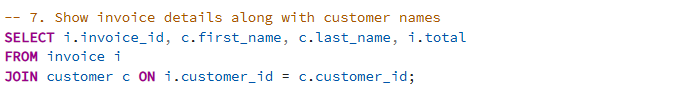 -- 7. Show invoice details along with customer names
SELECT i.invoice_id, c.first_name, c.last_name, i.total
FROM invoice i
JOIN customer c ON i.customer_id = c.customer_id;